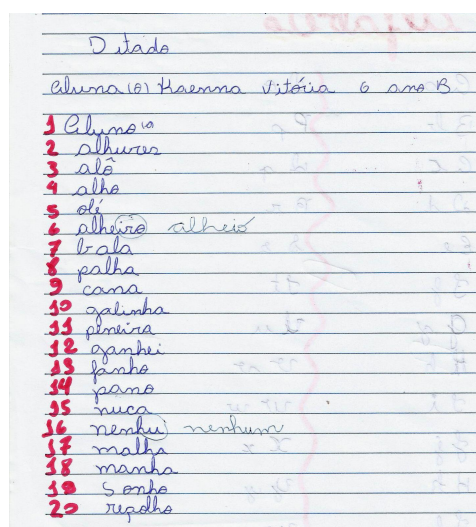 Ditado
Aluna (o) Kaenna Vitória 6 ano B
1 Aluno (a)
2 alhures
3 alô
4 alho
5 olé
6 alheiro alheio
7 bala
8 palha
9 cana
10 galinha
11 peneira
12 ganhei
13 fanho
14 pano
15 nuca
16 nenhu nenhum
17 malha
18 manha
19 Sonho
20 repolho